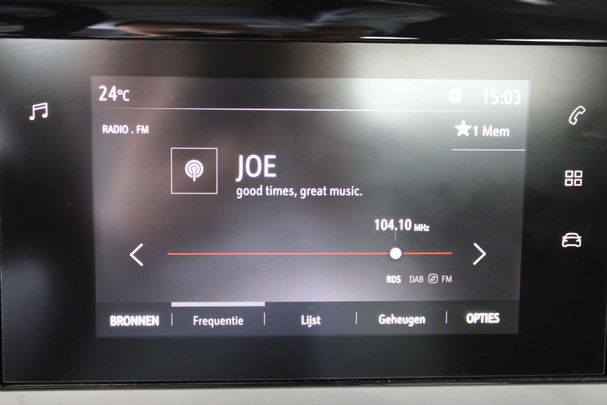 24°C 15:03
RADIO . FM
★1 Mem
JOE
good times, great music.
104.10 MHz
RDS DAB FM
BRONNEN | Frequentie | Lijst | Geheugen | OPTIES